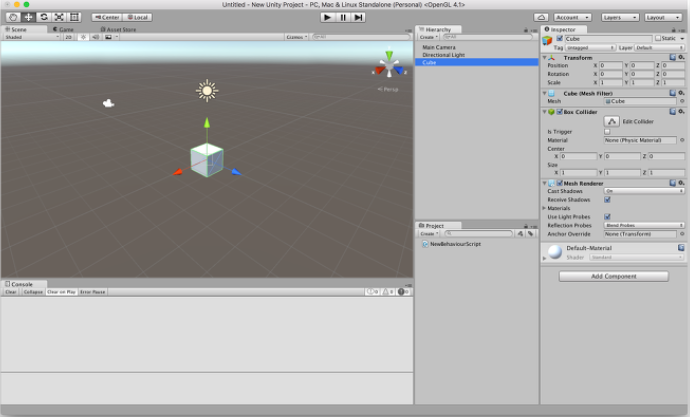 Untitled - New Unity Project - PC, Mac & Linux Standalone (Personal) <OpenGL 4.1>
Center Local Account Layers Layout
Scene Game Asset Store
Shaded 2D Gizmos All
Persp
Console
Clear Collapse Clear on Play Error Pause 0 0 0
Hierarchy
Create All
Main Camera
Directional Light
Cube
Project
Create
NewBehaviourScript
Inspector
Cube Static
Tag Untagged Layer Default
Transform
Position X 0 Y 0 Z 0
Rotation X 0 Y 0 Z 0
Scale X 1 Y 1 Z 1
Cube (Mesh Filter)
Mesh Cube
Box Collider
Edit Collider
Is Trigger
Material None (Physic Material)
Center
X 0 Y 0 Z 0
Size
X 1 Y 1 Z 1
Mesh Renderer
Cast Shadows On
Receive Shadows
Materials
Use Light Probes
Reflection Probes Blend Probes
Anchor Override None (Transform)
Default-Material
Shader Standard
Add Component